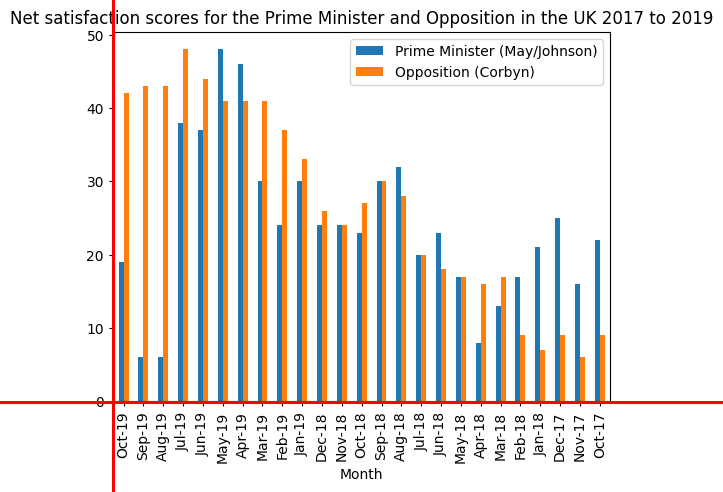 Net satisfaction scores for the Prime Minister and Opposition in the UK 2017 to 2019
Prime Minister (May/Johnson)
Opposition (Corbyn)
50
40
30
20
10
0
Oct-19
Sep-19
Aug-19
Jul-19
Jun-19
May-19
Apr-19
Mar-19
Feb-19
Jan-19
Dec-18
Nov-18
Oct-18
Sep-18
Aug-18
Jul-18
Jun-18
May-18
Apr-18
Mar-18
Feb-18
Jan-18
Dec-17
Nov-17
Oct-17
Month